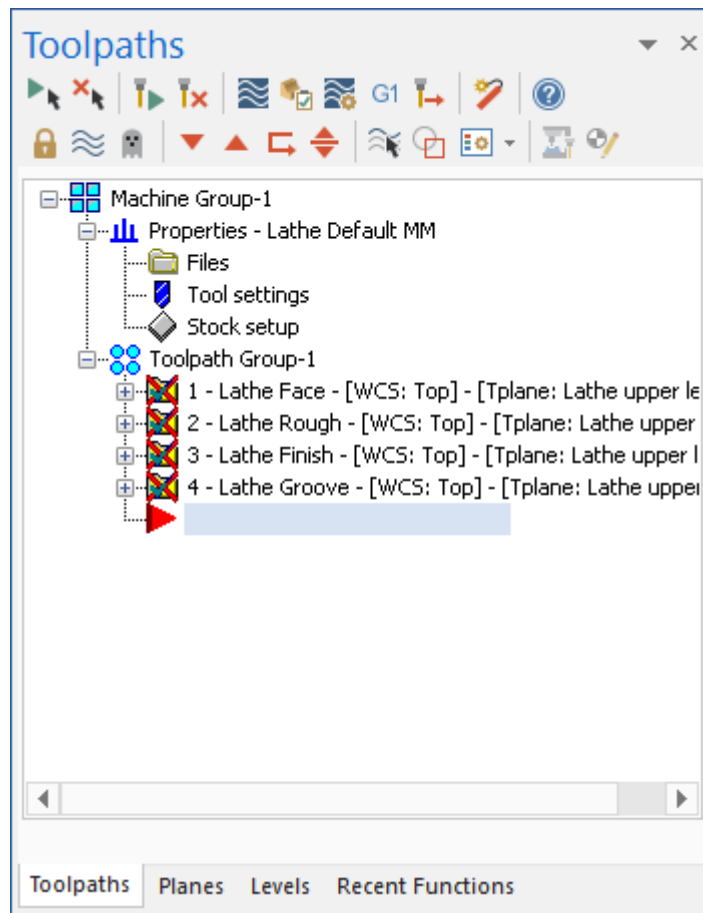 Toolpaths
G1
Machine Group-1
Properties - Lathe Default MM
Files
Tool settings
Stock setup
Toolpath Group-1
1 - Lathe Face - [WCS: Top] - [Tplane: Lathe upper le
2 - Lathe Rough - [WCS: Top] - [Tplane: Lathe upper
3 - Lathe Finish - [WCS: Top] - [Tplane: Lathe upper l
4 - Lathe Groove - [WCS: Top] - [Tplane: Lathe upper
Toolpaths Planes Levels Recent Functions